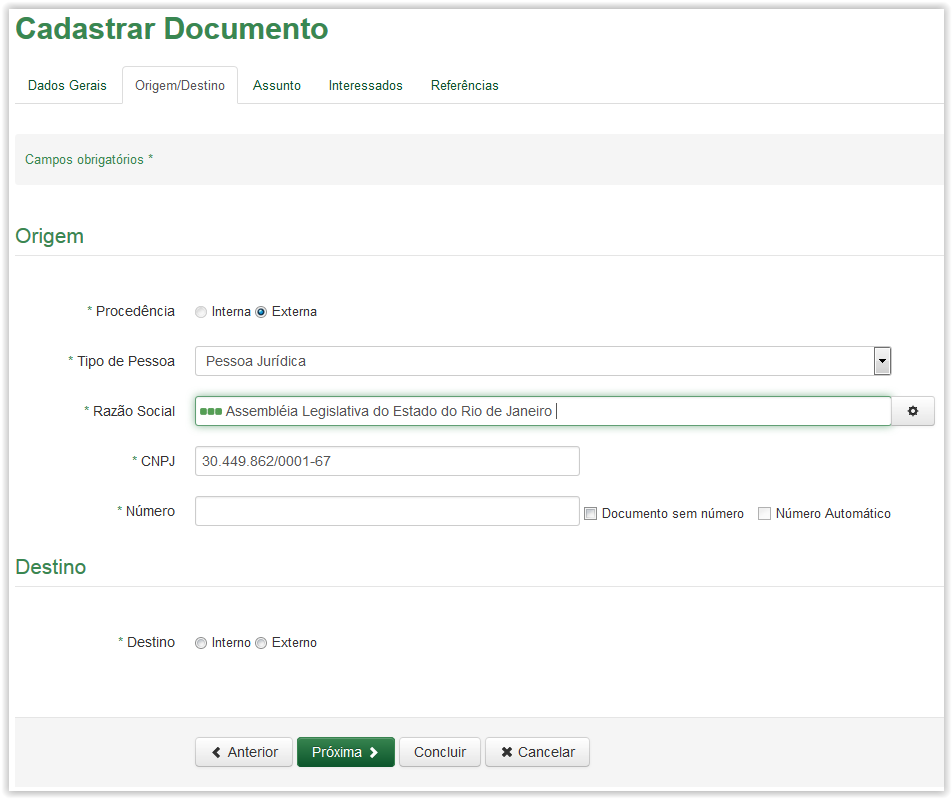 Cadastrar Documento
Dados Gerais Origem/Destino Assunto Interessados Referências
Campos obrigatórios *
Origem
* Procedência Interna Externa
* Tipo de Pessoa Pessoa Jurídica
* Razão Social Assembléia Legislativa do Estado do Rio de Janeiro
* CNPJ 30.449.862/0001-67
* Número Documento sem número Número Automático
Destino
* Destino Interno Externo
Anterior Próxima Concluir Cancelar